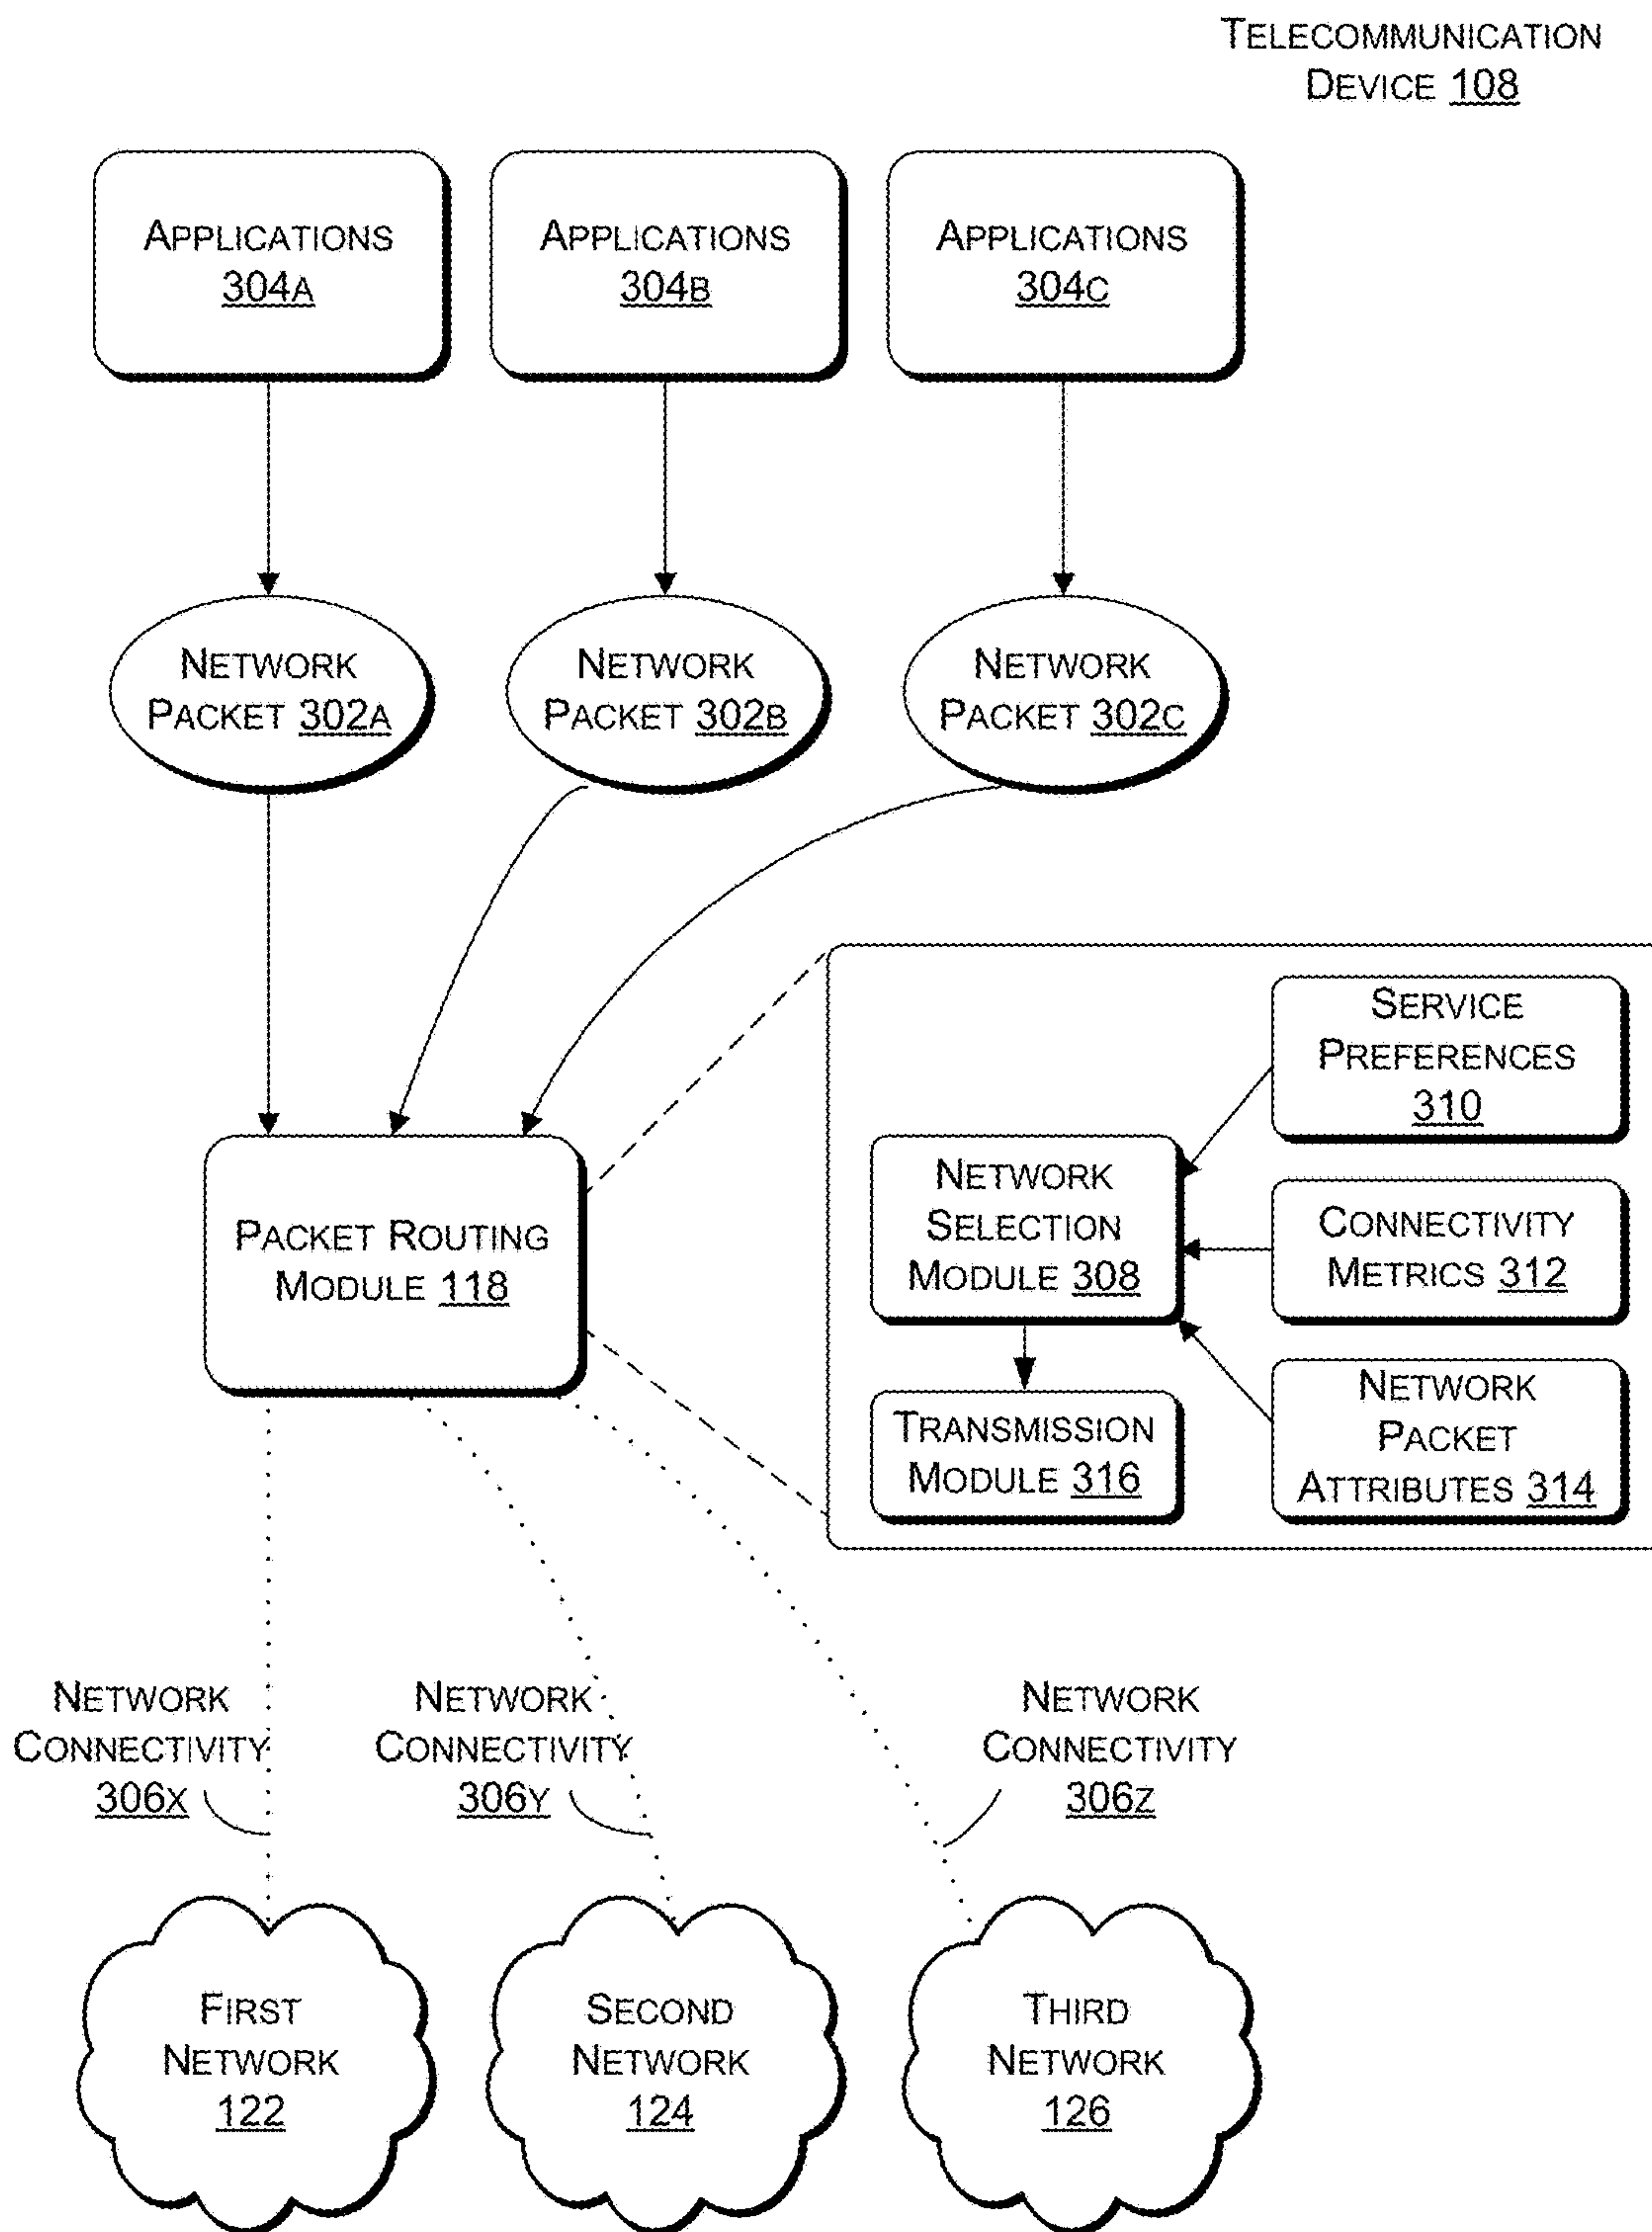 TELECOMMUNICATION
DEVICE 108
APPLICATIONS
304A
APPLICATIONS
304B
APPLICATIONS
304C
NETWORK
PACKET 302A
NETWORK
PACKET 302B
NETWORK
PACKET 302C
PACKET ROUTING
MODULE 118
SERVICE
PREFERENCES
310
NETWORK
SELECTION
MODULE 308
CONNECTIVITY
METRICS 312
NETWORK
PACKET
ATTRIBUTES 314
TRANSMISSION
MODULE 316
NETWORK
CONNECTIVITY
306X
NETWORK
CONNECTIVITY
306Y
NETWORK
CONNECTIVITY
306Z
FIRST
NETWORK
122
SECOND
NETWORK
124
THIRD
NETWORK
126